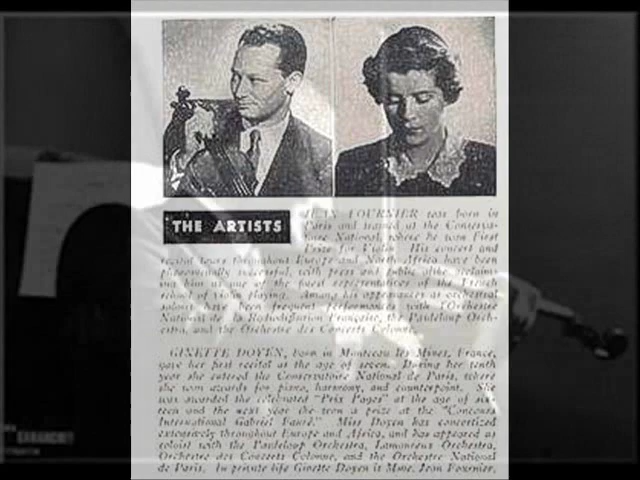 THE ARTISTS
JEAN FOURNIER was born in
Paris and trained at the Conserva-
toire National, where he won First
Prize for Violin. His concert and
recital tours throughout Europe and North Africa have been
phenomenally successful, with press and public alike acclaim-
ing him as one of the finest representatives of the French
school of violin playing. Among his appearances as orchestral
soloist have been frequent performances with l'Orchestre
National de la Radiodiffusion Française, the Pasdeloup Orch-
estra, and the Orchestre des Concerts Colonne.
GINETTE DOYEN, born in Montceau les Mines, France,
gave her first recital at the age of seven. During her tenth
year she entered the Conservatoire National de Paris, where
she won awards for piano, harmony, and counterpoint. She
was awarded the celebrated "Prix Pages" at the age of six-
teen and the next year she won a prize at the "Concours
International Gabriel Fauré." Miss Doyen has concertized
extensively throughout Europe and Africa, and has appeared as
soloist with the Pasdeloup Orchestra, Lamoureux Orchestra,
Orchestre des Concerts Colonne, and the Orchestre National
de Paris. In private life Ginette Doyen is Mme. Jean Fournier.